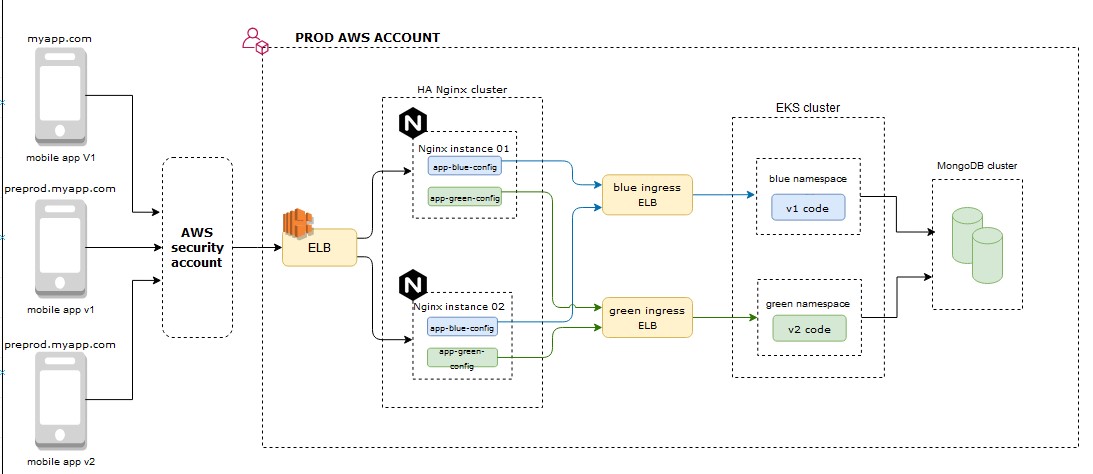 myapp.com
mobile app V1
preprod.myapp.com
mobile app v1
preprod.myapp.com
mobile app v2
AWS
security
account
PROD AWS ACCOUNT
ELB
HA Nginx cluster
N
Nginx instance 01
app-blue-config
app-green-config
N
Nginx instance 02
app-blue-config
app-green-
config
blue ingress
ELB
green ingress
ELB
EKS cluster
blue namespace
v1 code
green namespace
v2 code
MongoDB cluster